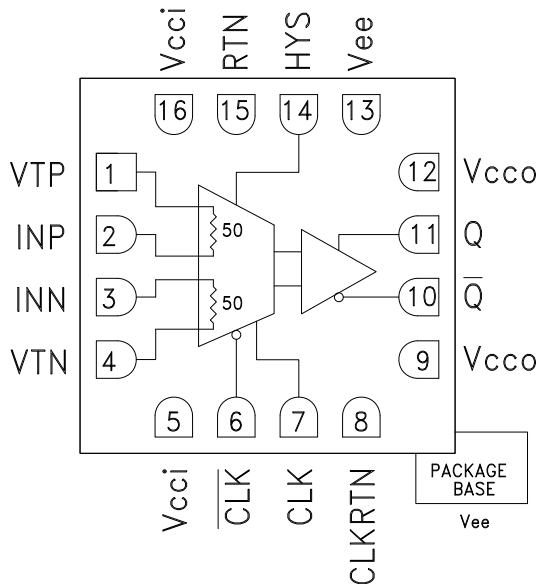 Vcci
RTN
HYS
Vee
16
15
14
13
VTP
1
12
Vcco
50
INP
2
11
Q
INN
3
10
Q̅
50
VTN
4
9
Vcco
5
6
7
8
Vcci
C̅L̅K̅
CLK
CLKRTN
PACKAGE
BASE
Vee